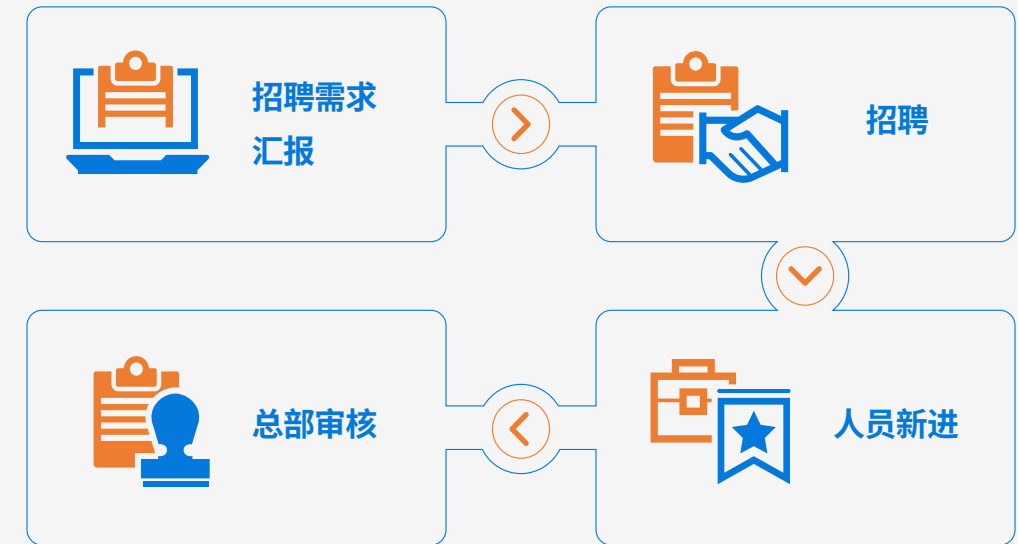 招聘需求
汇报
招聘
人员新进
总部审核